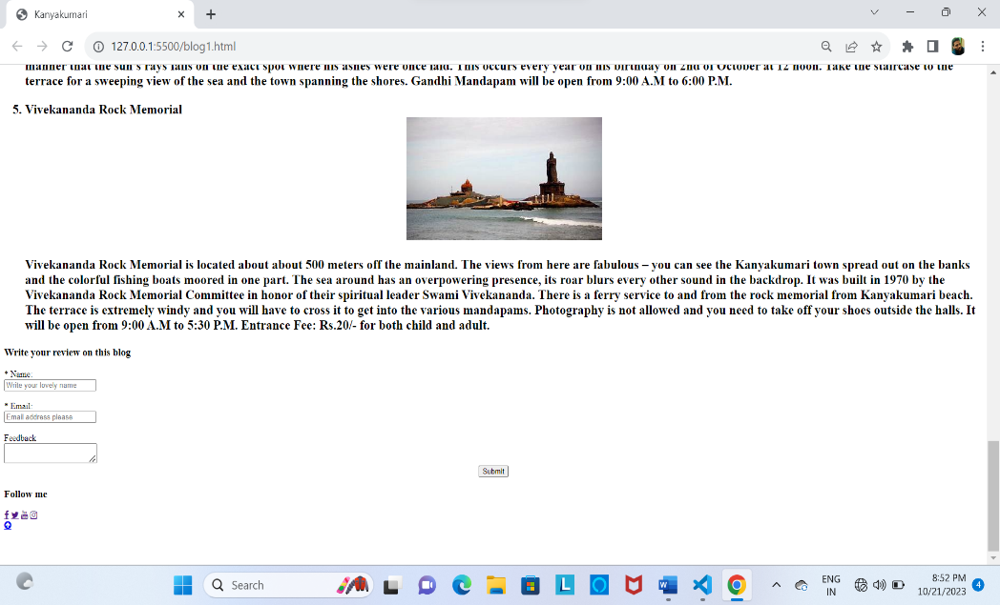 Kanyakumari
127.0.0.1:5500/blog1.html
manner that the sun's rays falls on the exact spot where his ashes were once laid. This occurs every year on his birthday on 2nd of October at 12 noon. Take the staircase to the
terrace for a sweeping view of the sea and the town spanning the shores. Gandhi Mandapam will be open from 9:00 A.M to 6:00 P.M.
5. Vivekananda Rock Memorial
Vivekananda Rock Memorial is located about about 500 meters off the mainland. The views from here are fabulous – you can see the Kanyakumari town spread out on the banks
and the colorful fishing boats moored in one part. The sea around has an overpowering presence, its roar blurs every other sound in the backdrop. It was built in 1970 by the
Vivekananda Rock Memorial Committee in honor of their spiritual leader Swami Vivekananda. There is a ferry service to and from the rock memorial from Kanyakumari beach.
The terrace is extremely windy and you will have to cross it to get into the various mandapams. Photography is not allowed and you need to take off your shoes outside the halls. It
will be open from 9:00 A.M to 5:30 P.M. Entrance Fee: Rs.20/- for both child and adult.
Write your review on this blog
* Name:
Write your lovely name
* Email:
Email address please
Feedback
Submit
Follow me
Search
ENG
IN
8:52 PM
10/21/2023
4